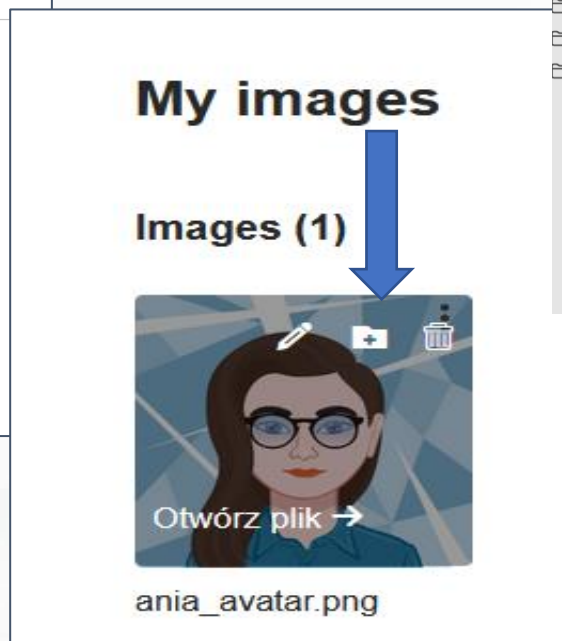 My images
Images (1)
Otwórz plik →
ania_avatar.png